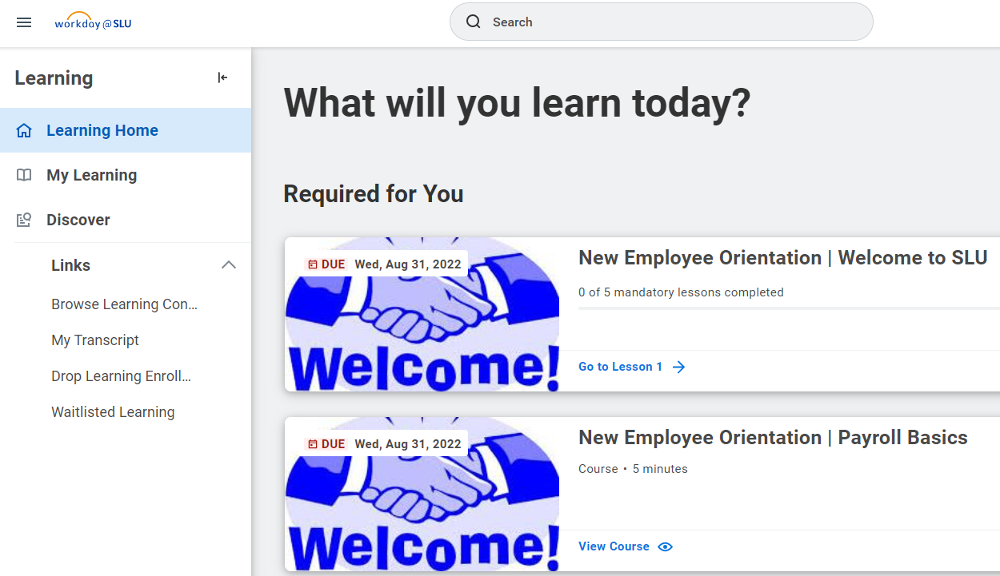 workday@SLU
Search
Learning
Learning Home
My Learning
Discover
Links
Browse Learning Con...
My Transcript
Drop Learning Enroll...
Waitlisted Learning
What will you learn today?
Required for You
DUE Wed, Aug 31, 2022
Welcome!
New Employee Orientation | Welcome to SLU
0 of 5 mandatory lessons completed
Go to Lesson 1
DUE Wed, Aug 31, 2022
Welcome!
New Employee Orientation | Payroll Basics
Course • 5 minutes
View Course